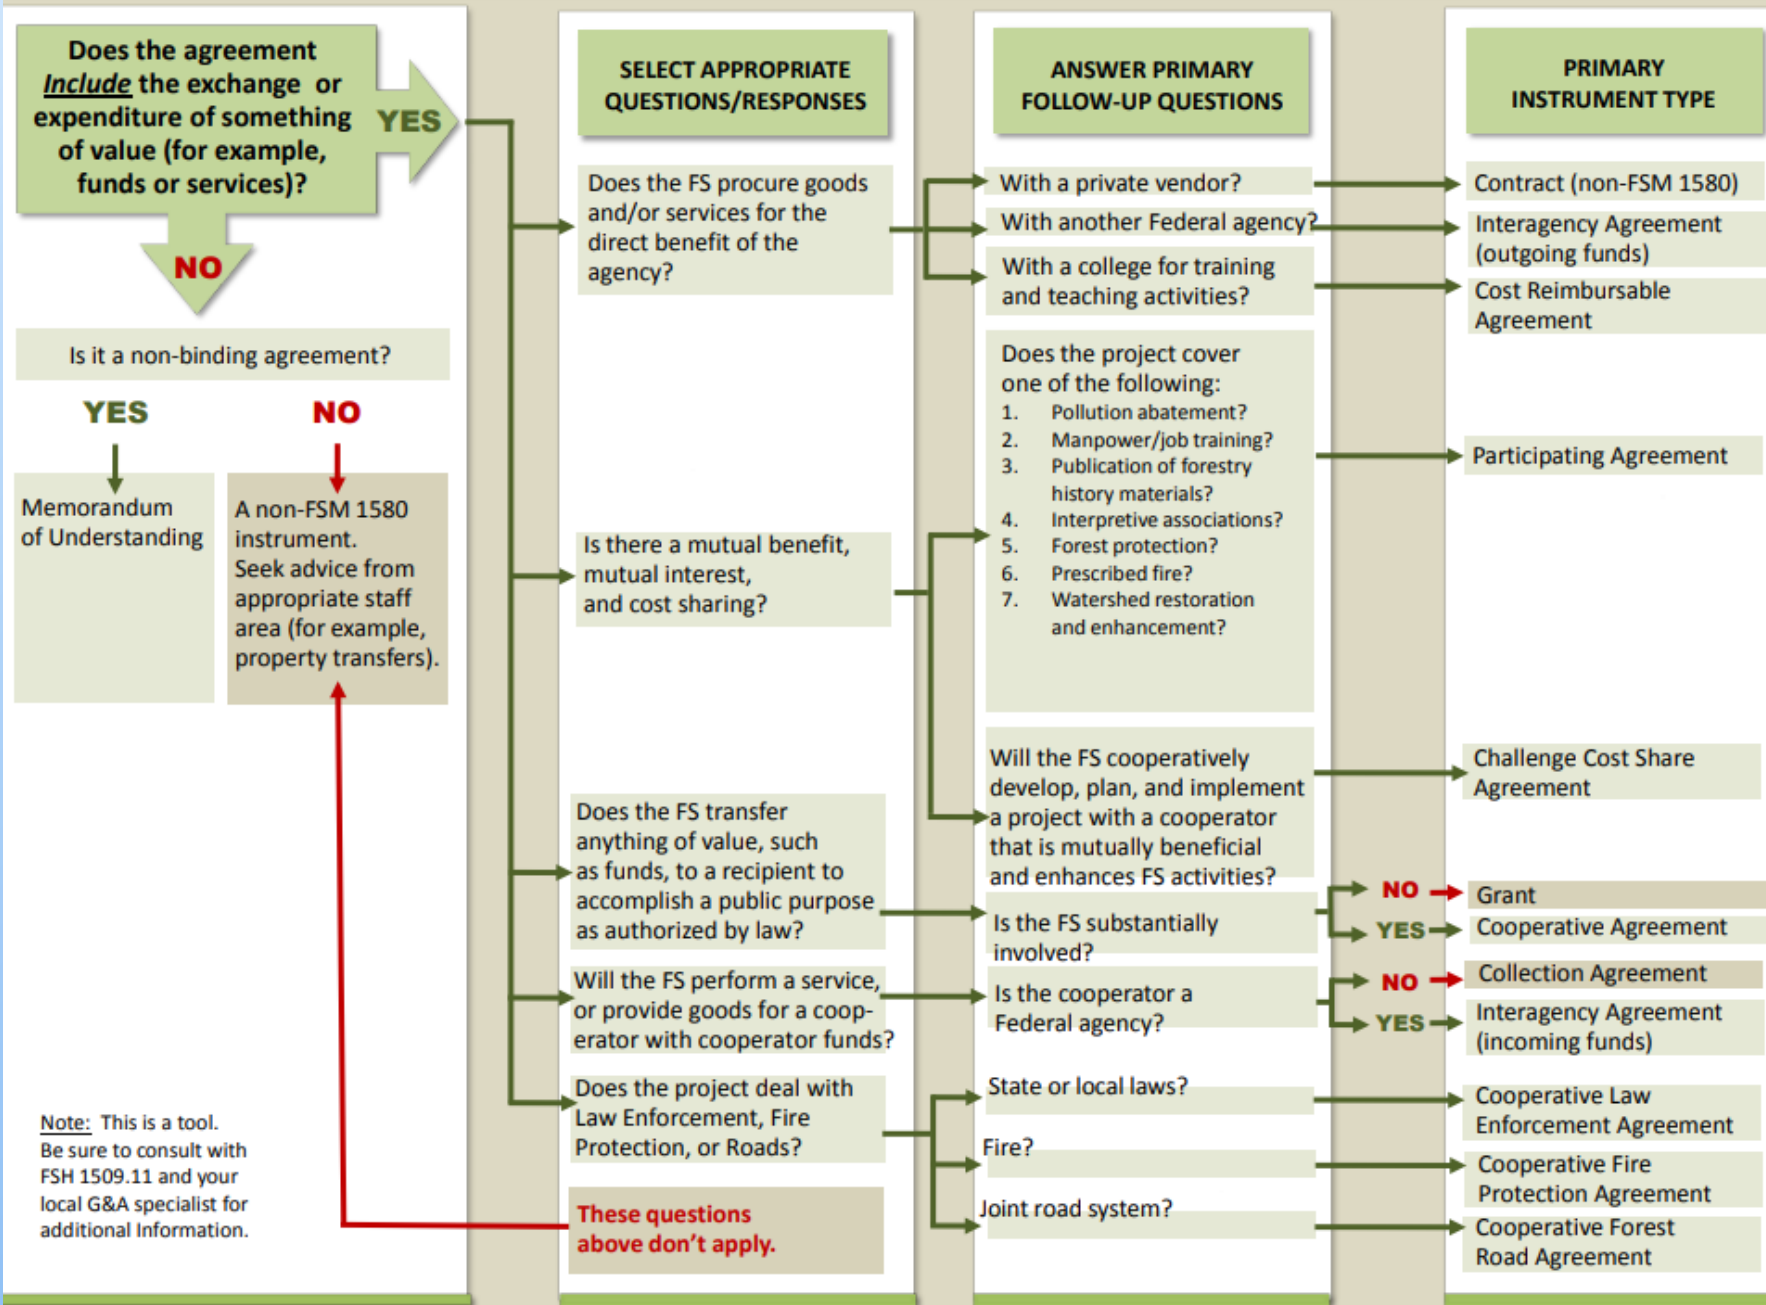 Does the agreement
Include the exchange or
expenditure of something
of value (for example,
funds or services)?
YES
NO
Is it a non-binding agreement?
YES
NO
Memorandum
of Understanding
A non-FSM 1580
instrument.
Seek advice from
appropriate staff
area (for example,
property transfers).
Note: This is a tool.
Be sure to consult with
FSH 1509.11 and your
local G&A specialist for
additional Information.
SELECT APPROPRIATE
QUESTIONS/RESPONSES
Does the FS procure goods
and/or services for the
direct benefit of the
agency?
Is there a mutual benefit,
mutual interest,
and cost sharing?
Does the FS transfer
anything of value, such
as funds, to a recipient to
accomplish a public purpose
as authorized by law?
Will the FS perform a service,
or provide goods for a coop-
erator with cooperator funds?
Does the project deal with
Law Enforcement, Fire
Protection, or Roads?
These questions
above don't apply.
ANSWER PRIMARY
FOLLOW-UP QUESTIONS
With a private vendor?
With another Federal agency?
With a college for training
and teaching activities?
Does the project cover
one of the following:
1. Pollution abatement?
2. Manpower/job training?
3. Publication of forestry
history materials?
4. Interpretive associations?
5. Forest protection?
6. Prescribed fire?
7. Watershed restoration
and enhancement?
Will the FS cooperatively
develop, plan, and implement
a project with a cooperator
that is mutually beneficial
and enhances FS activities?
Is the FS substantially
involved?
Is the cooperator a
Federal agency?
State or local laws?
Fire?
Joint road system?
NO
YES
NO
YES
PRIMARY
INSTRUMENT TYPE
Contract (non-FSM 1580)
Interagency Agreement
(outgoing funds)
Cost Reimbursable
Agreement
Participating Agreement
Challenge Cost Share
Agreement
Grant
Cooperative Agreement
Collection Agreement
Interagency Agreement
(incoming funds)
Cooperative Law
Enforcement Agreement
Cooperative Fire
Protection Agreement
Cooperative Forest
Road Agreement